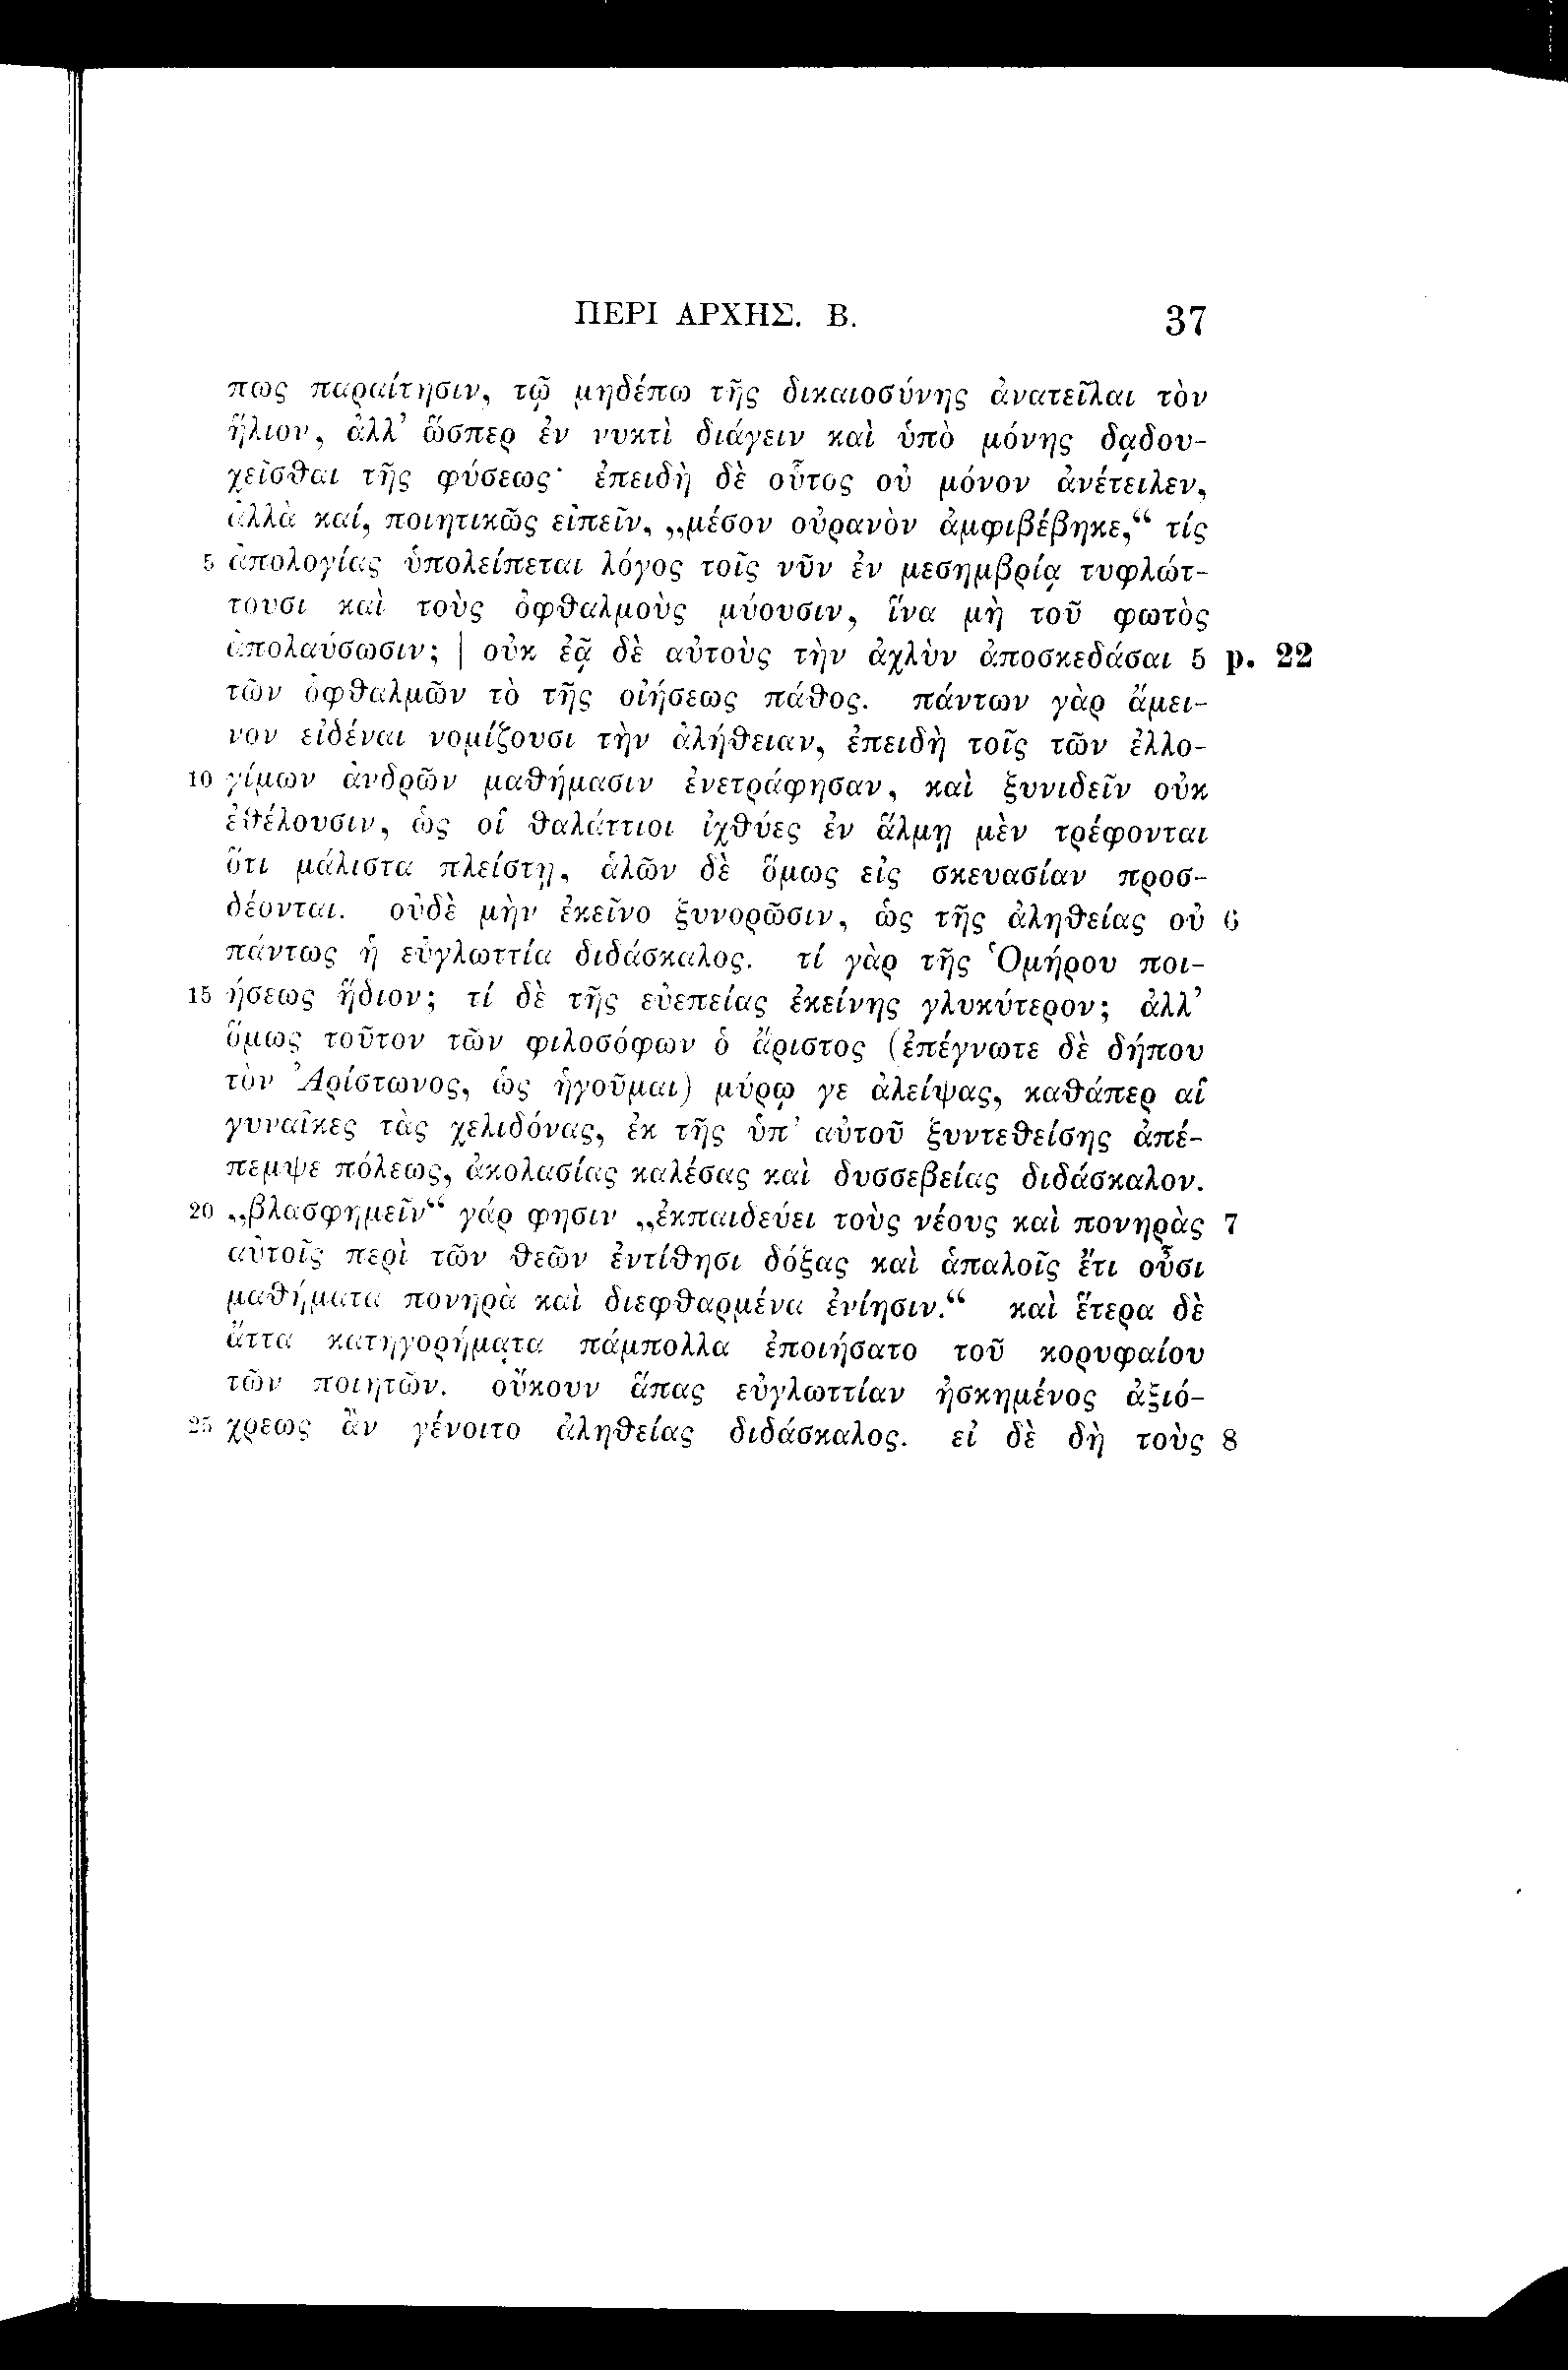 ΠΕΡΙ ΑΡΧΗΣ. Β. 37
πως παραίτησιν, τῷ μηδέπω τῆς δικαιοσύνης ἀνατεῖλαι τὸν
ἥλιον, ἀλλ’ ὥσπερ ἐν νυκτὶ διάγειν καὶ ὑπὸ μόνης δᾳδου-
χεῖσθαι τῆς φύσεως· ἐπειδὴ δὲ οὗτος οὐ μόνον ἀνέτειλεν,
ἀλλὰ καί, ποιητικῶς εἰπεῖν, „μέσον οὐρανὸν ἀμφιβέβηκε,“ τίς
5 ἀπολογίας ὑπολείπεται λόγος τοῖς νῦν ἐν μεσημβρίᾳ τυφλώτ-
τουσι καὶ τοὺς ὀφθαλμοὺς μύουσιν, ἵνα μὴ τοῦ φωτὸς
ἀπολαύσωσιν; | οὐκ ἐᾷ δὲ αὐτοὺς τὴν ἀχλὺν ἀποσκεδάσαι 5 p. 22
τῶν ὀφθαλμῶν τὸ τῆς οἰήσεως πάθος. πάντων γὰρ ἄμει-
νον εἰδέναι νομίζουσι τὴν ἀλήθειαν, ἐπειδὴ τοῖς τῶν ἐλλο-
10 γίμων ἀνδρῶν μαθήμασιν ἐνετράφησαν, καὶ ξυνιδεῖν οὐκ
ἐθέλουσιν, ὡς οἱ θαλάττιοι ἰχθύες ἐν ἅλμῃ μὲν τρέφονται
ὅτι μάλιστα πλείστῃ, ἁλῶν δὲ ὅμως εἰς σκευασίαν προσ-
δέονται. οὐδὲ μὴν ἐκεῖνο ξυνορῶσιν, ὡς τῆς ἀληθείας οὐ 6
πάντως ἡ εὐγλωττία διδάσκαλος. τί γὰρ τῆς Ὁμήρου ποι-
15 ήσεως ἥδιον; τί δὲ τῆς εὐεπείας ἐκείνης γλυκύτερον; ἀλλ’
ὅμως τοῦτον τῶν φιλοσόφων ὁ ἄριστος (ἐπέγνωτε δὲ δήπου
τὸν Ἀρίστωνος, ὡς ἡγοῦμαι) μύρῳ γε ἀλείψας, καθάπερ αἱ
γυναῖκες τὰς χελιδόνας, ἐκ τῆς ὑπ’ αὐτοῦ ξυντεθείσης ἀπέ-
πεμψε πόλεως, ἀκολασίας καλέσας καὶ δυσσεβείας διδάσκαλον.
20 „βλασφημεῖν“ γάρ φησιν „ἐκπαιδεύει τοὺς νέους καὶ πονηρὰς 7
αὐτοῖς περὶ τῶν θεῶν ἐντίθησι δόξας καὶ ἁπαλοῖς ἔτι οὖσι
μαθήματα πονηρὰ καὶ διεφθαρμένα ἐνίησιν.“ καὶ ἕτερα δὲ
ἄττα κατηγορήματα πάμπολλα ἐποιήσατο τοῦ κορυφαίου
τῶν ποιητῶν. οὔκουν ἅπας εὐγλωττίαν ἠσκημένος ἀξιό-
25 χρεως ἂν γένοιτο ἀληθείας διδάσκαλος. εἰ δὲ δὴ τοὺς 8